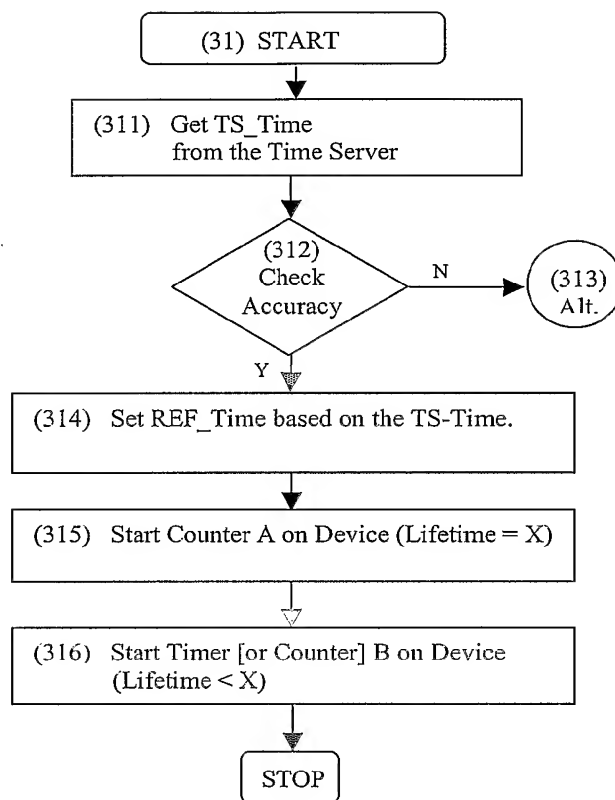 (31) START
(311) Get TS_Time
from the Time Server
(312)
Check
Accuracy
N
(313)
Alt.
Y
(314) Set REF_Time based on the TS-Time.
(315) Start Counter A on Device (Lifetime = X)
(316) Start Timer [or Counter] B on Device
(Lifetime < X)
STOP